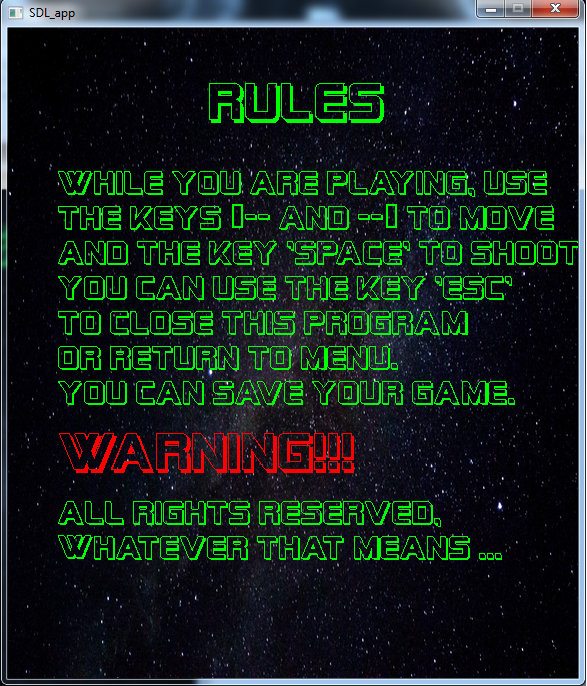 SDL_app
RULES
WHILE YOU ARE PLAYING, USE
THE KEYS ▯-- AND --▯ TO MOVE
AND THE KEY 'SPACE' TO SHOOT
YOU CAN USE THE KEY 'ESC'
TO CLOSE THIS PROGRAM
OR RETURN TO MENU.
YOU CAN SAVE YOUR GAME.
WARNING!!!
ALL RIGHTS RESERVED,
WHATEVER THAT MEANS ...